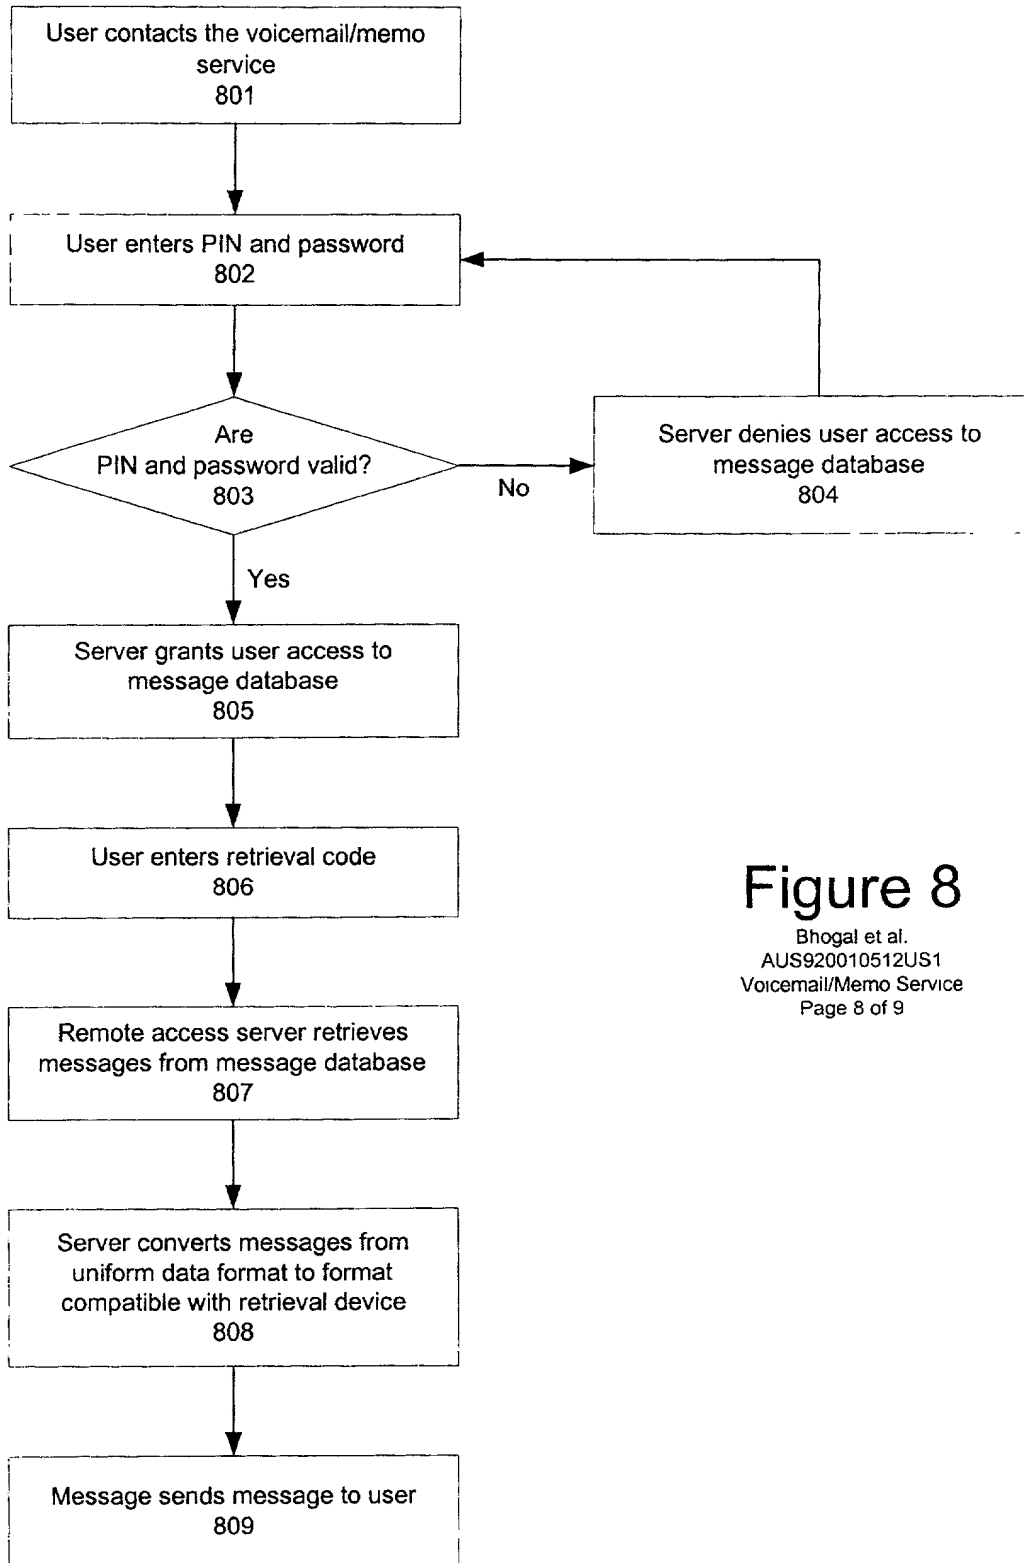 User contacts the voicemail/memo
service
801
User enters PIN and password
802
Are
PIN and password valid?
803
No
Server denies user access to
message database
804
Yes
Server grants user access to
message database
805
User enters retrieval code
806
Remote access server retrieves
messages from message database
807
Server converts messages from
uniform data format to format
compatible with retrieval device
808
Message sends message to user
809
Figure 8
Bhogal et al.
AUS920010512US1
Voicemail/Memo Service
Page 8 of 9